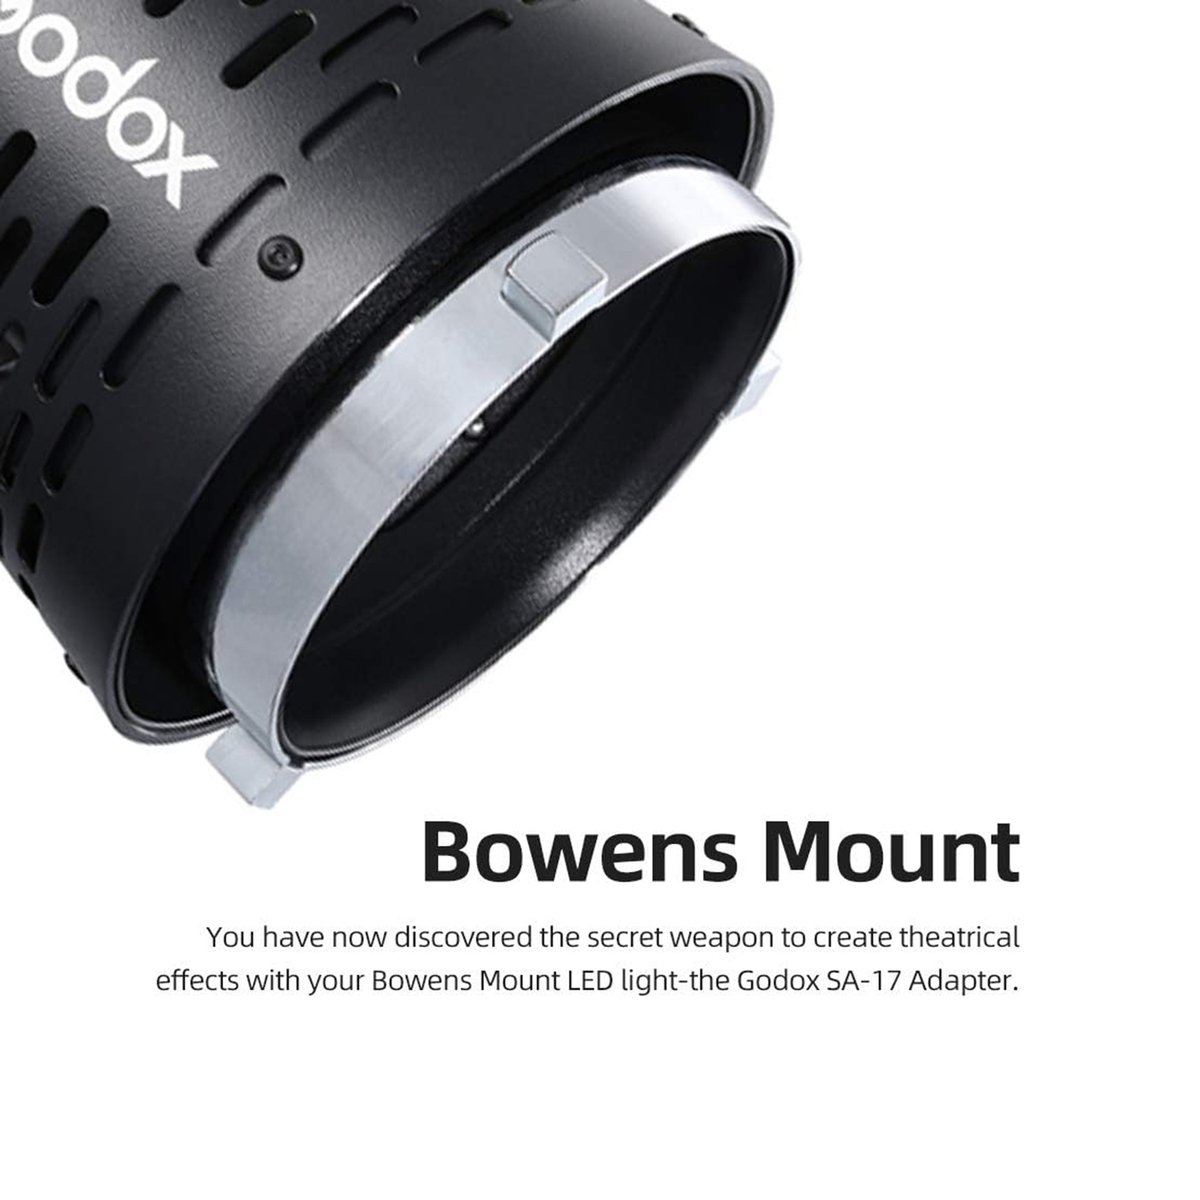 Godox
Bowens Mount
You have now discovered the secret weapon to create theatrical
effects with your Bowens Mount LED light-the Godox SA-17 Adapter.